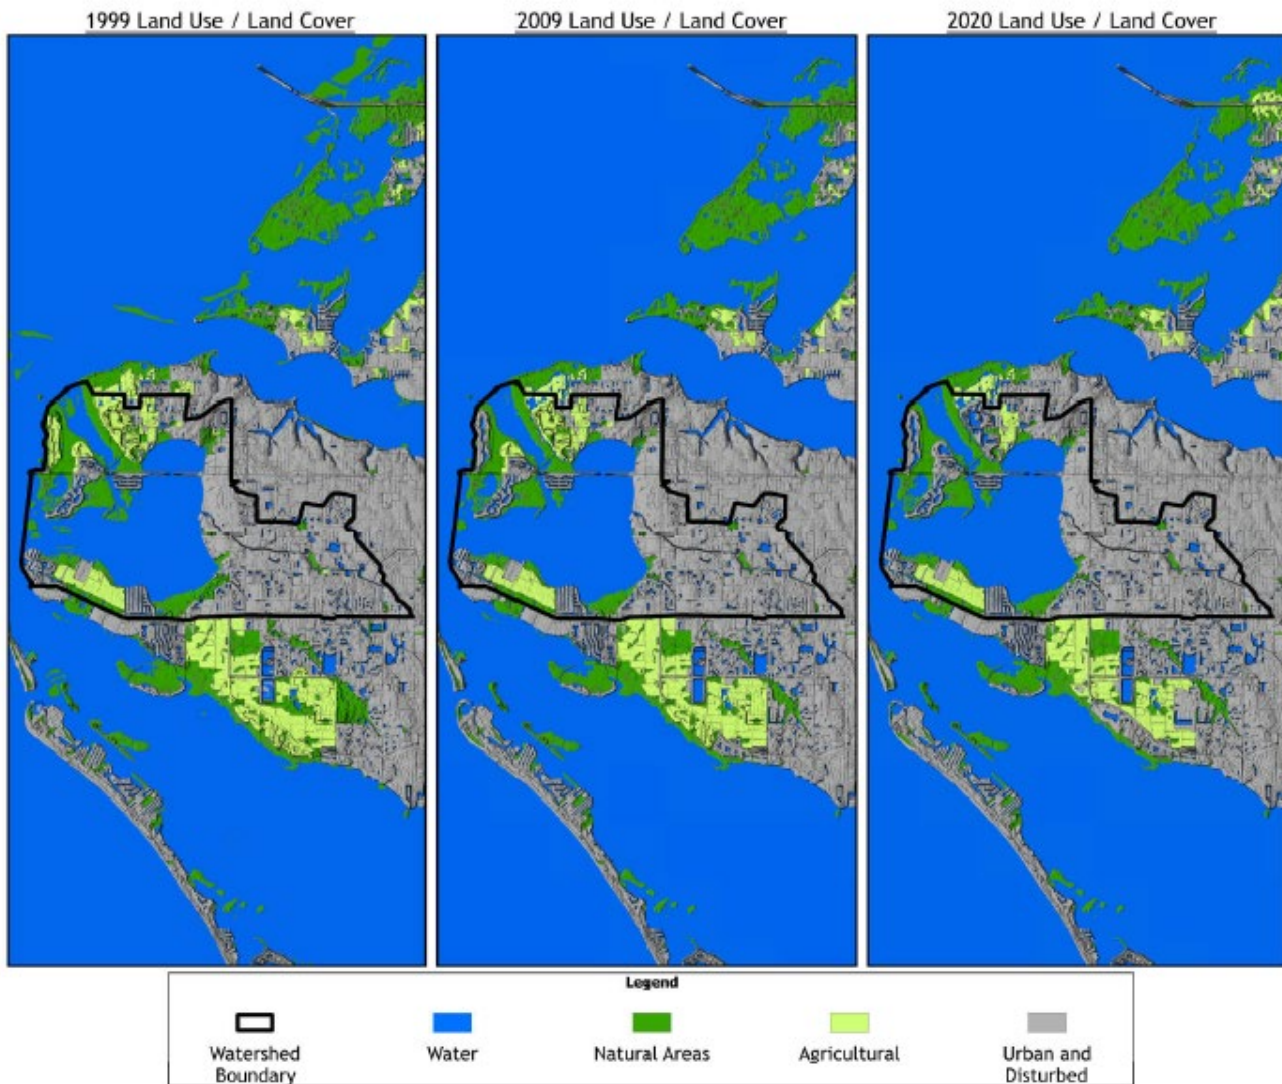 1999 Land Use / Land Cover
2009 Land Use / Land Cover
2020 Land Use / Land Cover
Legend
Watershed
Boundary
Water
Natural Areas
Agricultural
Urban and
Disturbed